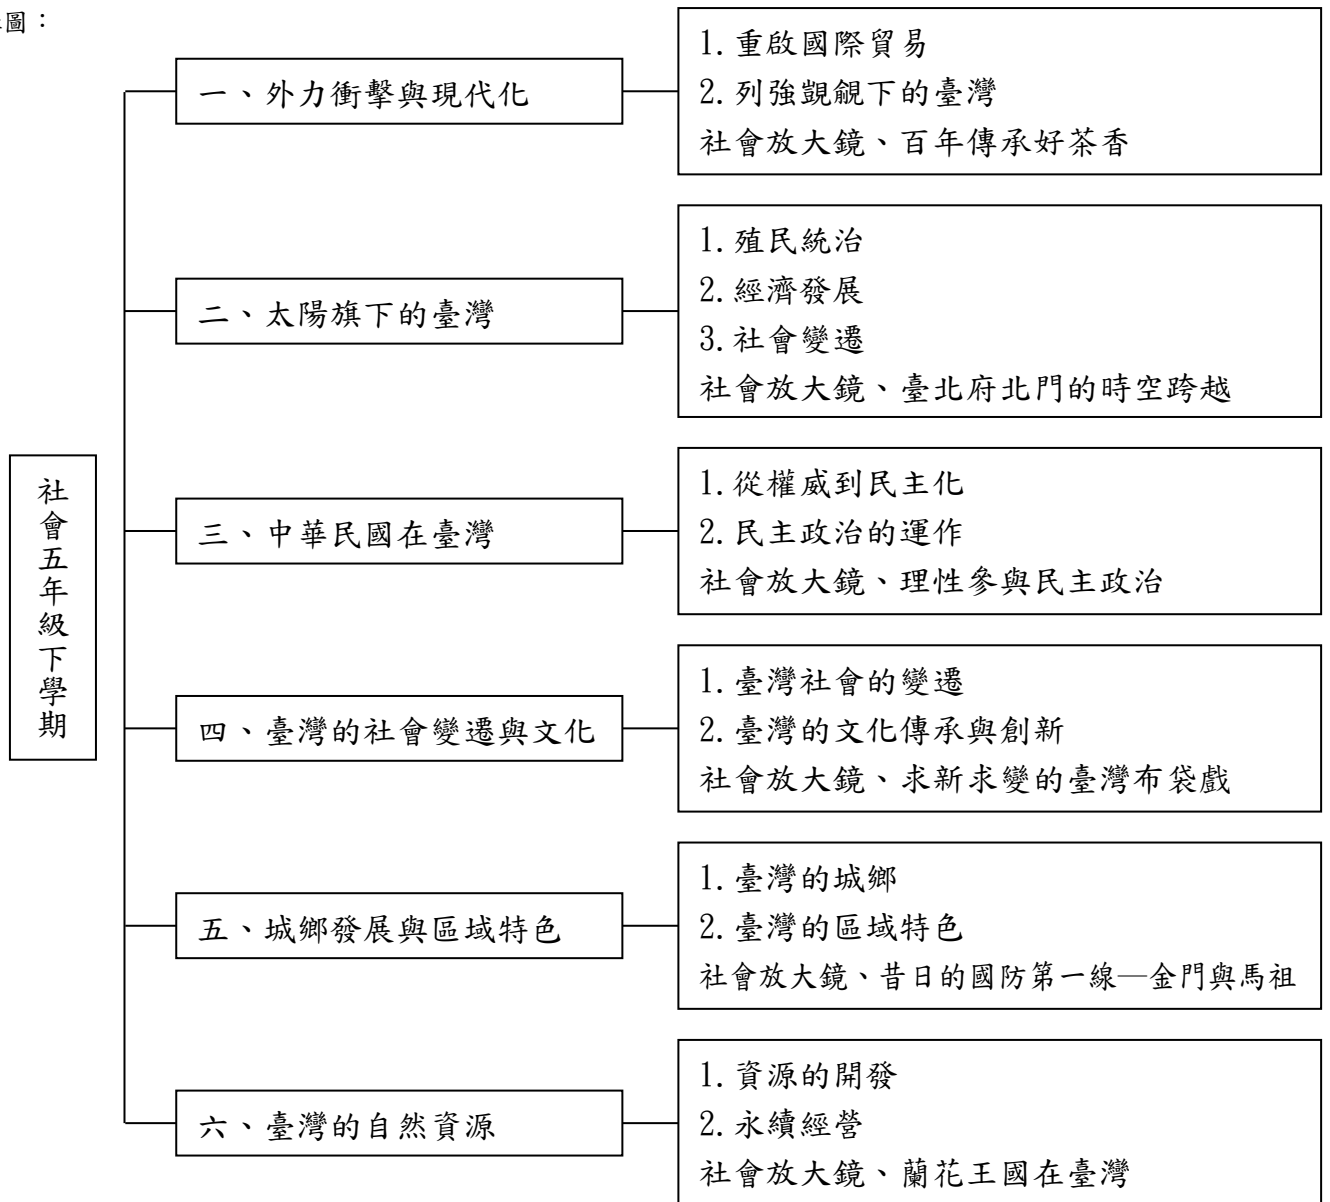 圖：
社會五年級下學期
一、外力衝擊與現代化
1.重啟國際貿易
2.列強覬覦下的臺灣
社會放大鏡、百年傳承好茶香
二、太陽旗下的臺灣
1.殖民統治
2.經濟發展
3.社會變遷
社會放大鏡、臺北府北門的時空跨越
三、中華民國在臺灣
1.從權威到民主化
2.民主政治的運作
社會放大鏡、理性參與民主政治
四、臺灣的社會變遷與文化
1.臺灣社會的變遷
2.臺灣的文化傳承與創新
社會放大鏡、求新求變的臺灣布袋戲
五、城鄉發展與區域特色
1.臺灣的城鄉
2.臺灣的區域特色
社會放大鏡、昔日的國防第一線—金門與馬祖
六、臺灣的自然資源
1.資源的開發
2.永續經營
社會放大鏡、蘭花王國在臺灣